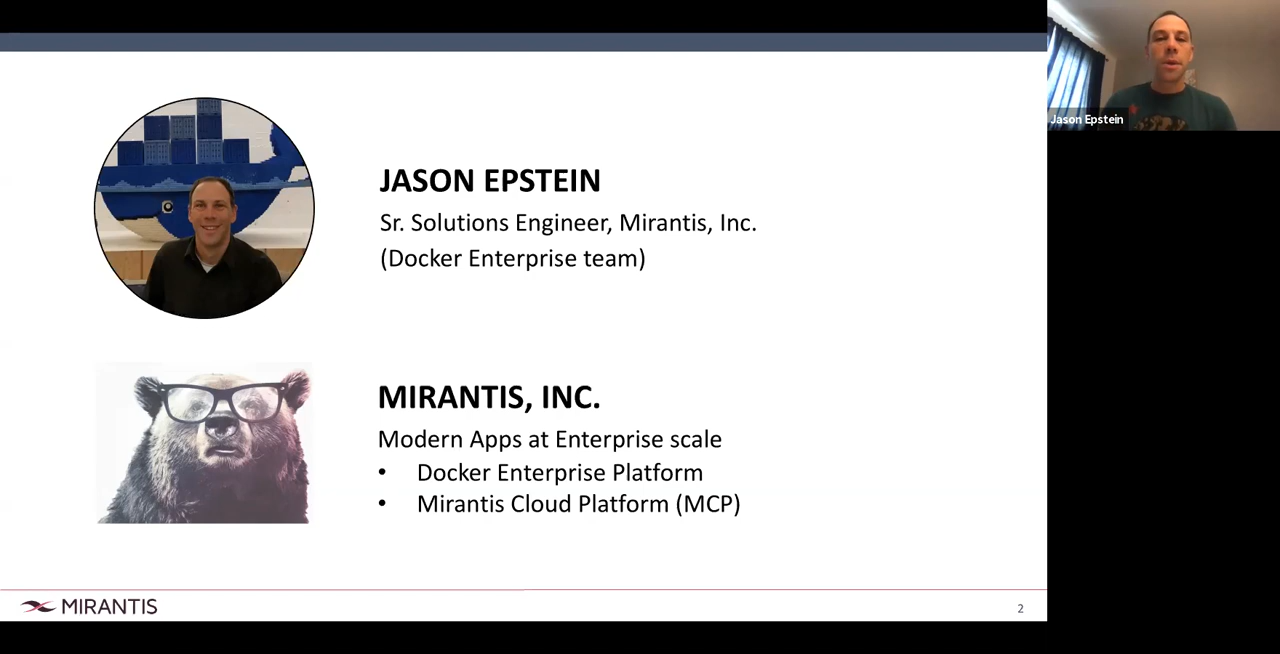 Jason Epstein
JASON EPSTEIN
Sr. Solutions Engineer, Mirantis, Inc.
(Docker Enterprise team)
MIRANTIS, INC.
Modern Apps at Enterprise scale
• Docker Enterprise Platform
• Mirantis Cloud Platform (MCP)
MIRANTIS
2